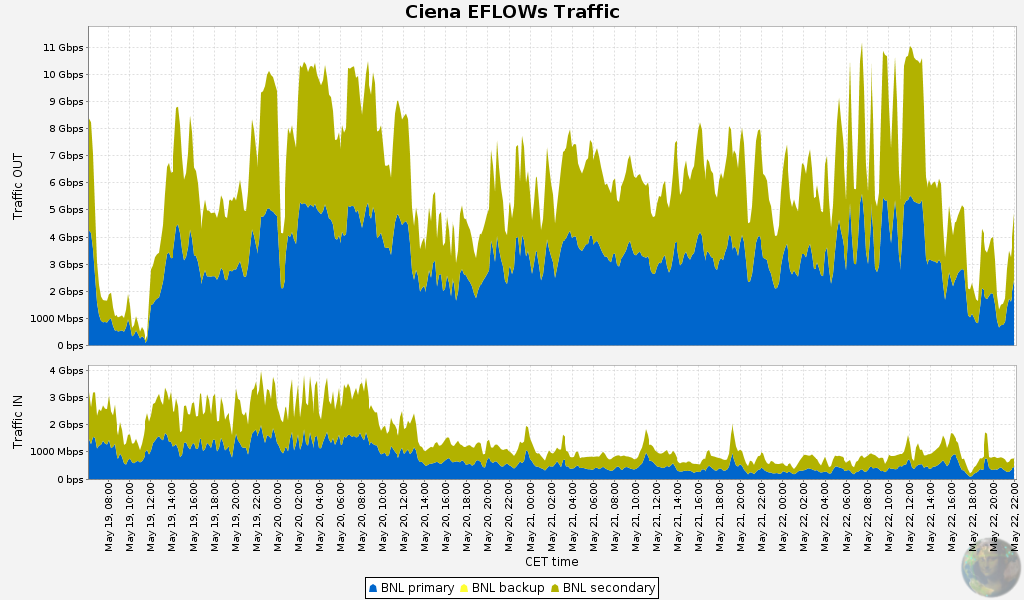 Ciena EFLOWs Traffic
Traffic OUT
11 Gbps
10 Gbps
9 Gbps
8 Gbps
7 Gbps
6 Gbps
5 Gbps
4 Gbps
3 Gbps
2 Gbps
1000 Mbps
0 bps
Traffic IN
4 Gbps
3 Gbps
2 Gbps
1000 Mbps
0 bps
May 19, 08:00
May 19, 10:00
May 19, 12:00
May 19, 14:00
May 19, 16:00
May 19, 18:00
May 19, 20:00
May 19, 22:00
May 20, 00:00
May 20, 02:00
May 20, 04:00
May 20, 06:00
May 20, 08:00
May 20, 10:00
May 20, 12:00
May 20, 14:00
May 20, 16:00
May 20, 18:00
May 20, 20:00
May 20, 22:00
May 21, 00:00
May 21, 02:00
May 21, 04:00
May 21, 06:00
May 21, 08:00
May 21, 10:00
May 21, 12:00
May 21, 14:00
May 21, 16:00
May 21, 18:00
May 21, 20:00
May 21, 22:00
May 22, 00:00
May 22, 02:00
May 22, 04:00
May 22, 06:00
May 22, 08:00
May 22, 10:00
May 22, 12:00
May 22, 14:00
May 22, 16:00
May 22, 18:00
May 22, 20:00
May 22, 22:00
CET time
BNL primary BNL backup BNL secondary